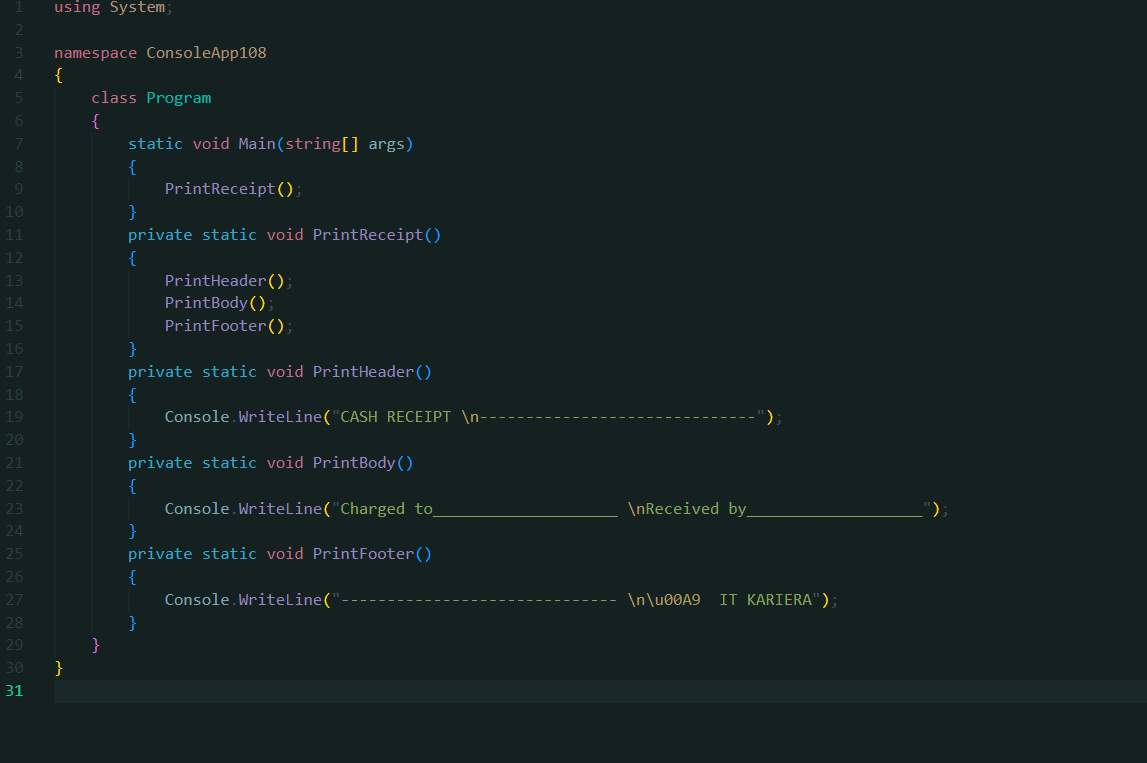 1 using System;
2
3 namespace ConsoleApp108
4 {
5     class Program
6     {
7         static void Main(string[] args)
8         {
9             PrintReceipt();
10         }
11         private static void PrintReceipt()
12         {
13             PrintHeader();
14             PrintBody();
15             PrintFooter();
16         }
17         private static void PrintHeader()
18         {
19             Console.WriteLine("CASH RECEIPT \n------------------------------");
20         }
21         private static void PrintBody()
22         {
23             Console.WriteLine("Charged to____________________ \nReceived by___________________");
24         }
25         private static void PrintFooter()
26         {
27             Console.WriteLine("------------------------------ \n\u00A9  IT KARIERA");
28         }
29     }
30 }
31